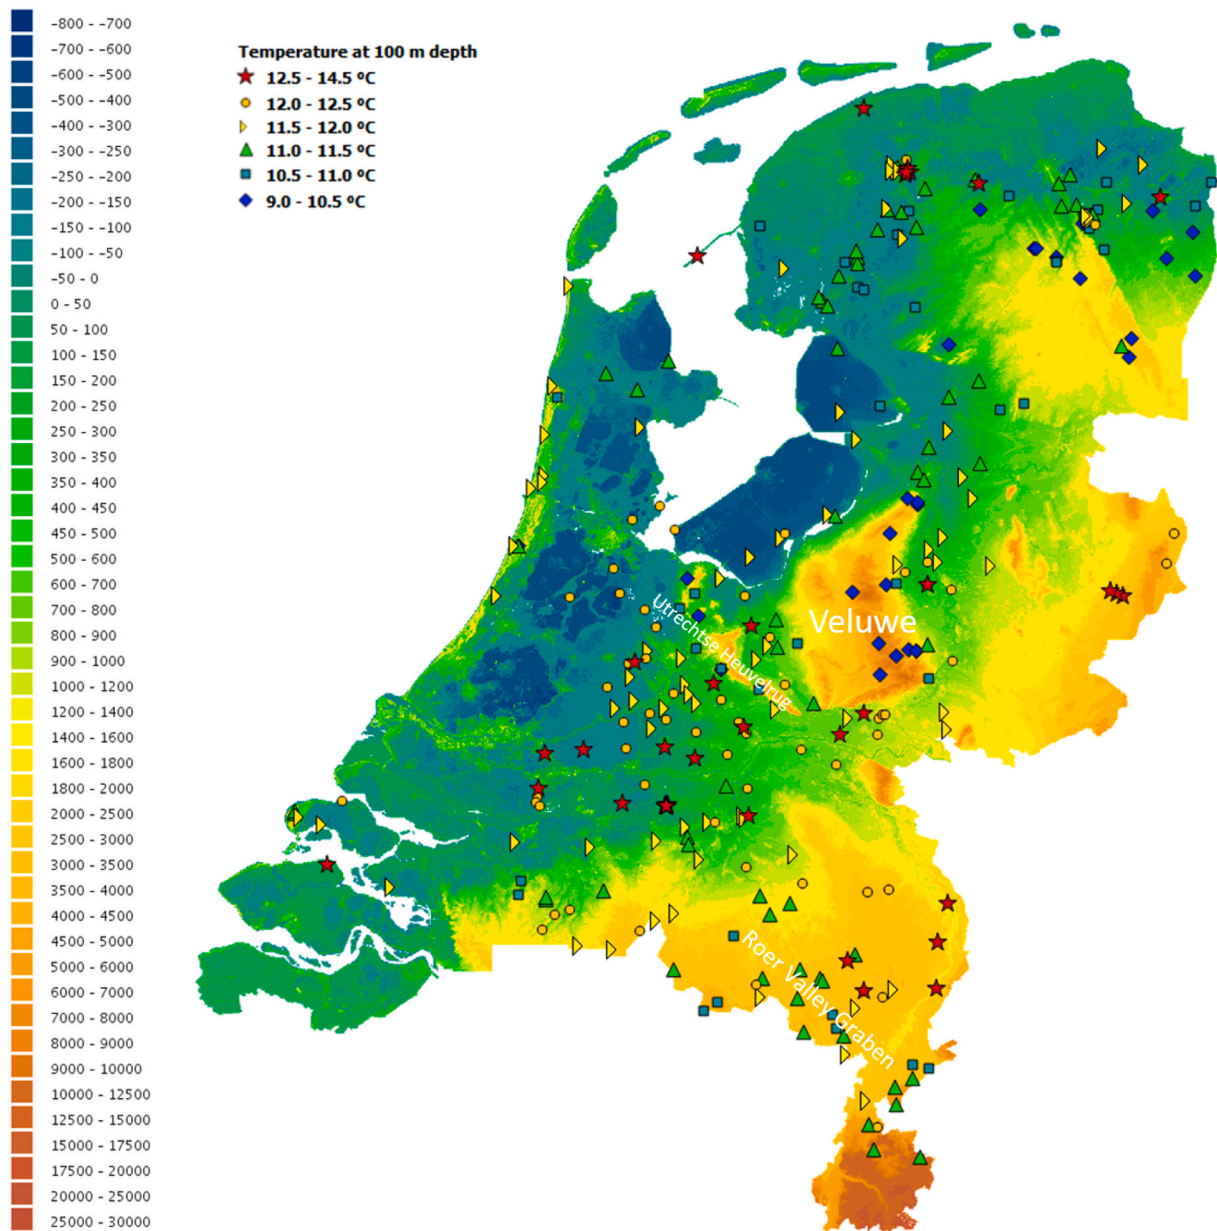 -800 - -700
-700 - -600
-600 - -500
-500 - -400
-400 - -300
-300 - -250
-250 - -200
-200 - -150
-150 - -100
-100 - -50
-50 - 0
0 - 50
50 - 100
100 - 150
150 - 200
200 - 250
250 - 300
300 - 350
350 - 400
400 - 450
450 - 500
500 - 600
600 - 700
700 - 800
800 - 900
900 - 1000
1000 - 1200
1200 - 1400
1400 - 1600
1600 - 1800
1800 - 2000
2000 - 2500
2500 - 3000
3000 - 3500
3500 - 4000
4000 - 4500
4500 - 5000
5000 - 6000
6000 - 7000
7000 - 8000
8000 - 9000
9000 - 10000
10000 - 12500
12500 - 15000
15000 - 17500
17500 - 20000
20000 - 25000
25000 - 30000
Temperature at 100 m depth
12.5 - 14.5 ºC
12.0 - 12.5 ºC
11.5 - 12.0 ºC
11.0 - 11.5 ºC
10.5 - 11.0 ºC
9.0 - 10.5 ºC
Veluwe
Utrechtse Heuvelrug
Roer Valley Graben